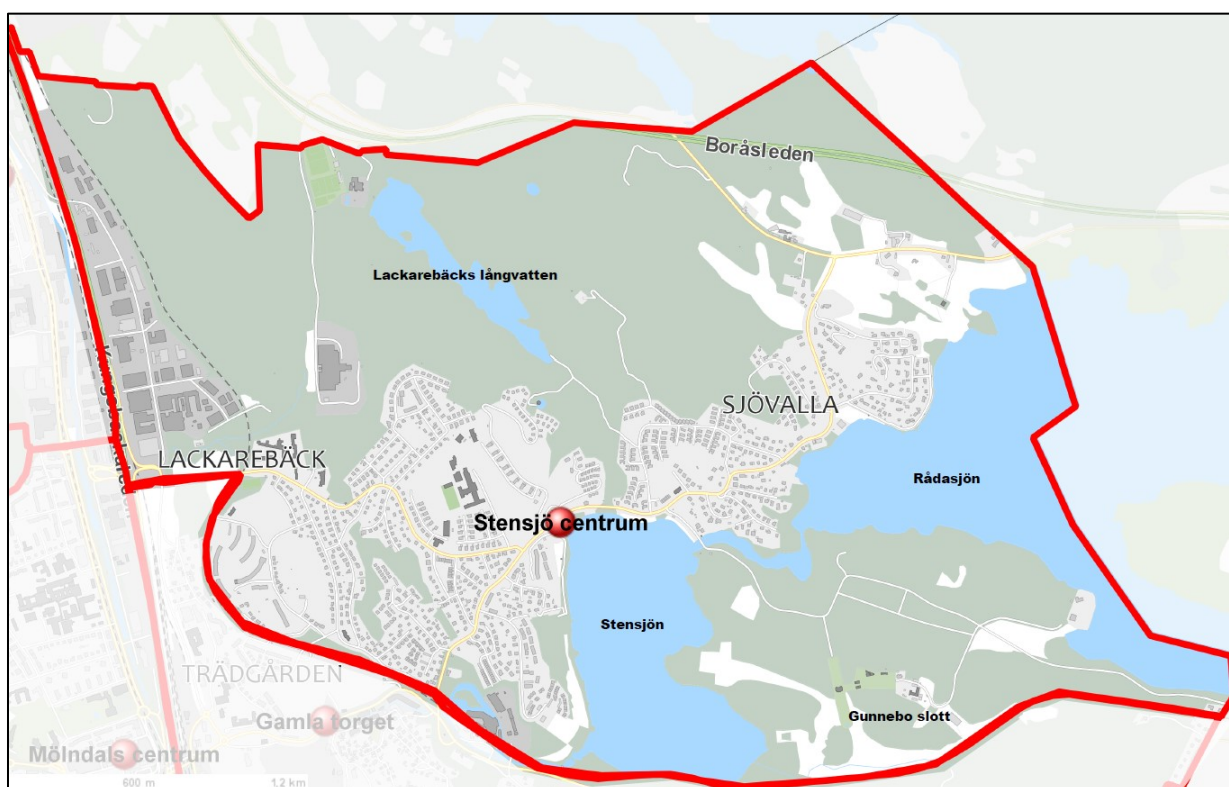 Boråsleden
Lackarebäcks långvatten
SJÖVALLA
LACKAREBÄCK
Rådasjön
Stensjö centrum
Stensjön
TRÄDGÅRDEN
Gunnebo slott
Gamla torget
Mölndals centrum
600 m
1.2 km